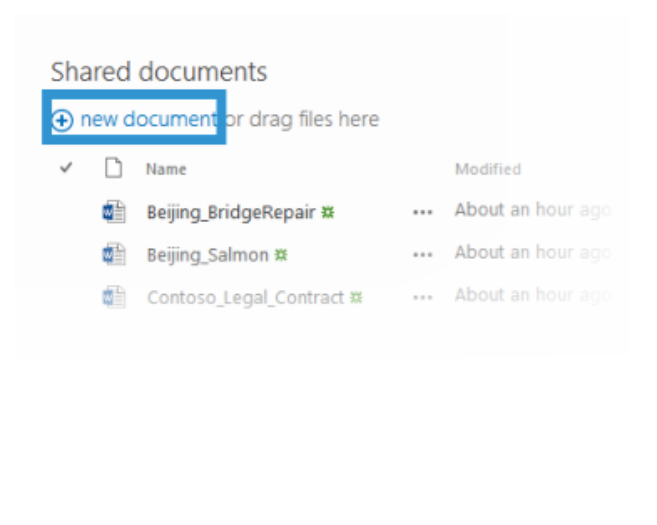 Shared documents
new document or drag files here
Name Modified
Beijing_BridgeRepair ... About an hour ago
Beijing_Salmon ... About an hour ago
Contoso_Legal_Contract ... About an hour ago